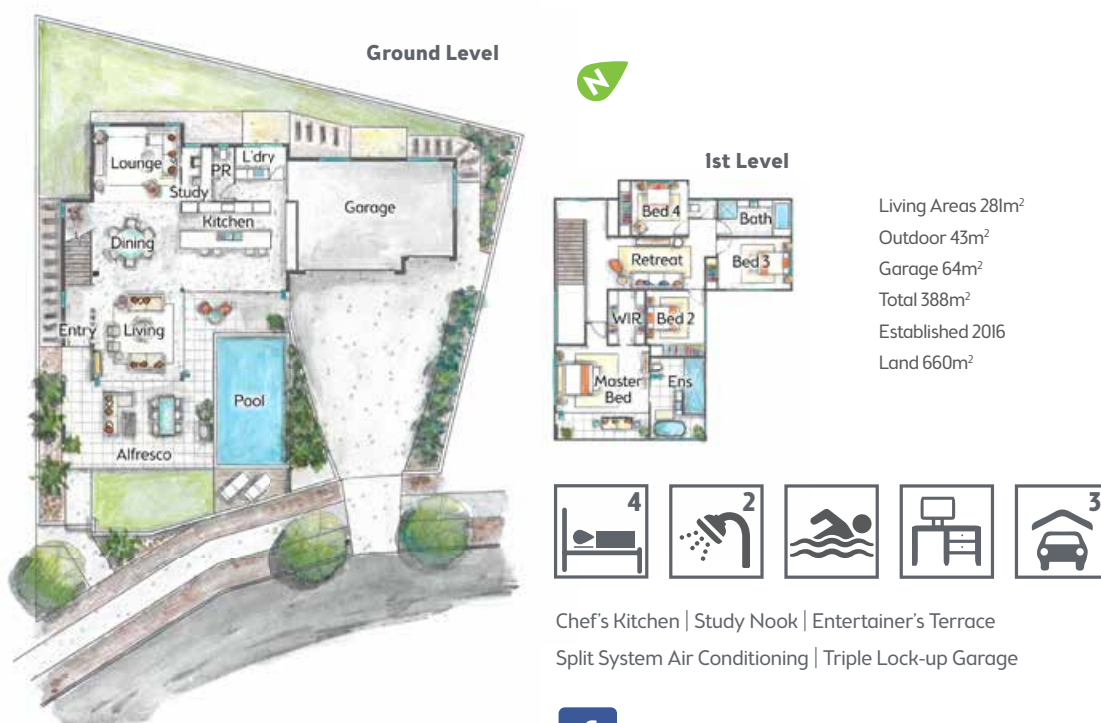 Ground Level
N
Lounge
PR
L'dry
Study
Kitchen
Garage
Dining
Entry
Living
Pool
Alfresco
1st Level
Bed 4
Bath
Retreat
Bed 3
WIR
Bed 2
Master
Bed
Ens
Living Areas 281m²
Outdoor 43m²
Garage 64m²
Total 388m²
Established 2016
Land 660m²
4
2
3
Chef's Kitchen | Study Nook | Entertainer's Terrace
Split System Air Conditioning | Triple Lock-up Garage